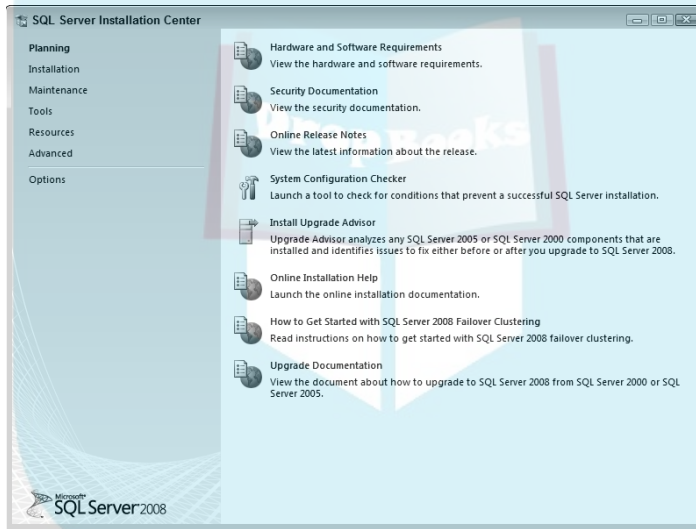 SQL Server Installation Center
Planning
Installation
Maintenance
Tools
Resources
Advanced
Options
Hardware and Software Requirements
View the hardware and software requirements.
Security Documentation
View the security documentation.
Online Release Notes
View the latest information about the release.
System Configuration Checker
Launch a tool to check for conditions that prevent a successful SQL Server installation.
Install Upgrade Advisor
Upgrade Advisor analyzes any SQL Server 2005 or SQL Server 2000 components that are
installed and identifies issues to fix either before or after you upgrade to SQL Server 2008.
Online Installation Help
Launch the online installation documentation.
How to Get Started with SQL Server 2008 Failover Clustering
Read instructions on how to get started with SQL Server 2008 failover clustering.
Upgrade Documentation
View the document about how to upgrade to SQL Server 2008 from SQL Server 2000 or SQL
Server 2005.
Microsoft
SQL Server 2008
DropBooks